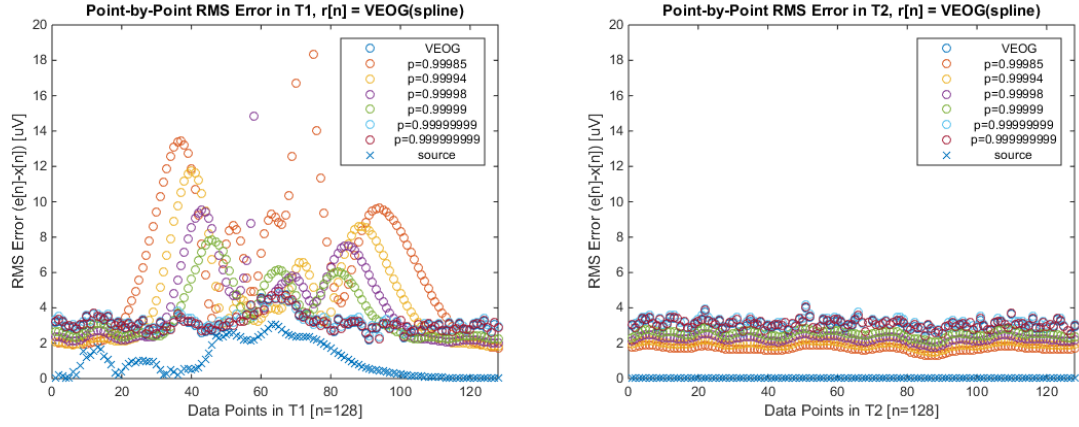 Point-by-Point RMS Error in T1, r[n] = VEOG(spline)
RMS Error (e[n]-x[n]) [uV]
20
18
16
14
12
10
8
6
4
2
0
VEOG
p=0.99985
p=0.99994
p=0.99998
p=0.99999
p=0.99999999
p=0.999999999
source
0 20 40 60 80 100 120
Data Points in T1 [n=128]
Point-by-Point RMS Error in T2, r[n] = VEOG(spline)
RMS Error (e[n]-x[n]) [uV]
20
18
16
14
12
10
8
6
4
2
0
VEOG
p=0.99985
p=0.99994
p=0.99998
p=0.99999
p=0.99999999
p=0.999999999
source
0 20 40 60 80 100 120
Data Points in T2 [n=128]